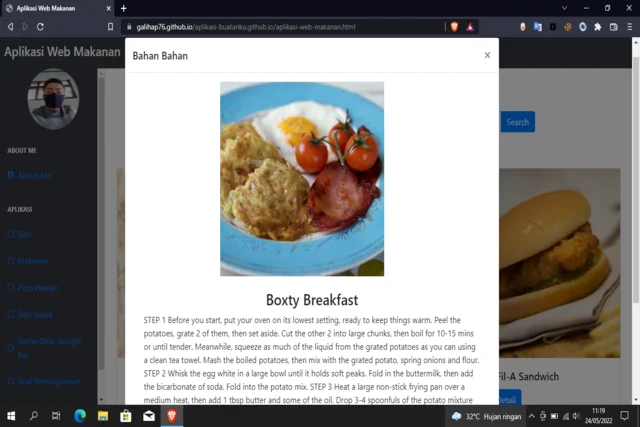 Aplikasi Web Makanan
galihap76.github.io/aplikasi-buatanku.github.io/aplikasi-web-makanan.html
Aplikasi Web Makanan
Bahan Bahan
x
Search
ABOUT ME
About Me
APLIKASI
Film
Makanan
Foto Hewan
Game Dino Google
Soal Pemrograman
Boxty Breakfast
STEP 1 Before you start, put your oven on its lowest setting, ready to keep things warm. Peel the
potatoes, grate 2 of them, then set aside. Cut the other 2 into large chunks, then boil for 10-15 mins
or until tender. Meanwhile, squeeze as much of the liquid from the grated potatoes as you can using
a clean tea towel. Mash the boiled potatoes, then mix with the grated potato, spring onions and flour.
STEP 2 Whisk the egg white in a large bowl until it holds soft peaks. Fold in the buttermilk, then add
the bicarbonate of soda. Fold into the potato mix. STEP 3 Heat a large non-stick frying pan over a
medium heat, then add 1 tbsp butter and some of the oil. Drop 3-4 spoonfuls of the potato mixture
Fil-A Sandwich
Detail
32°C Hujan ringan
11:19
24/05/2022